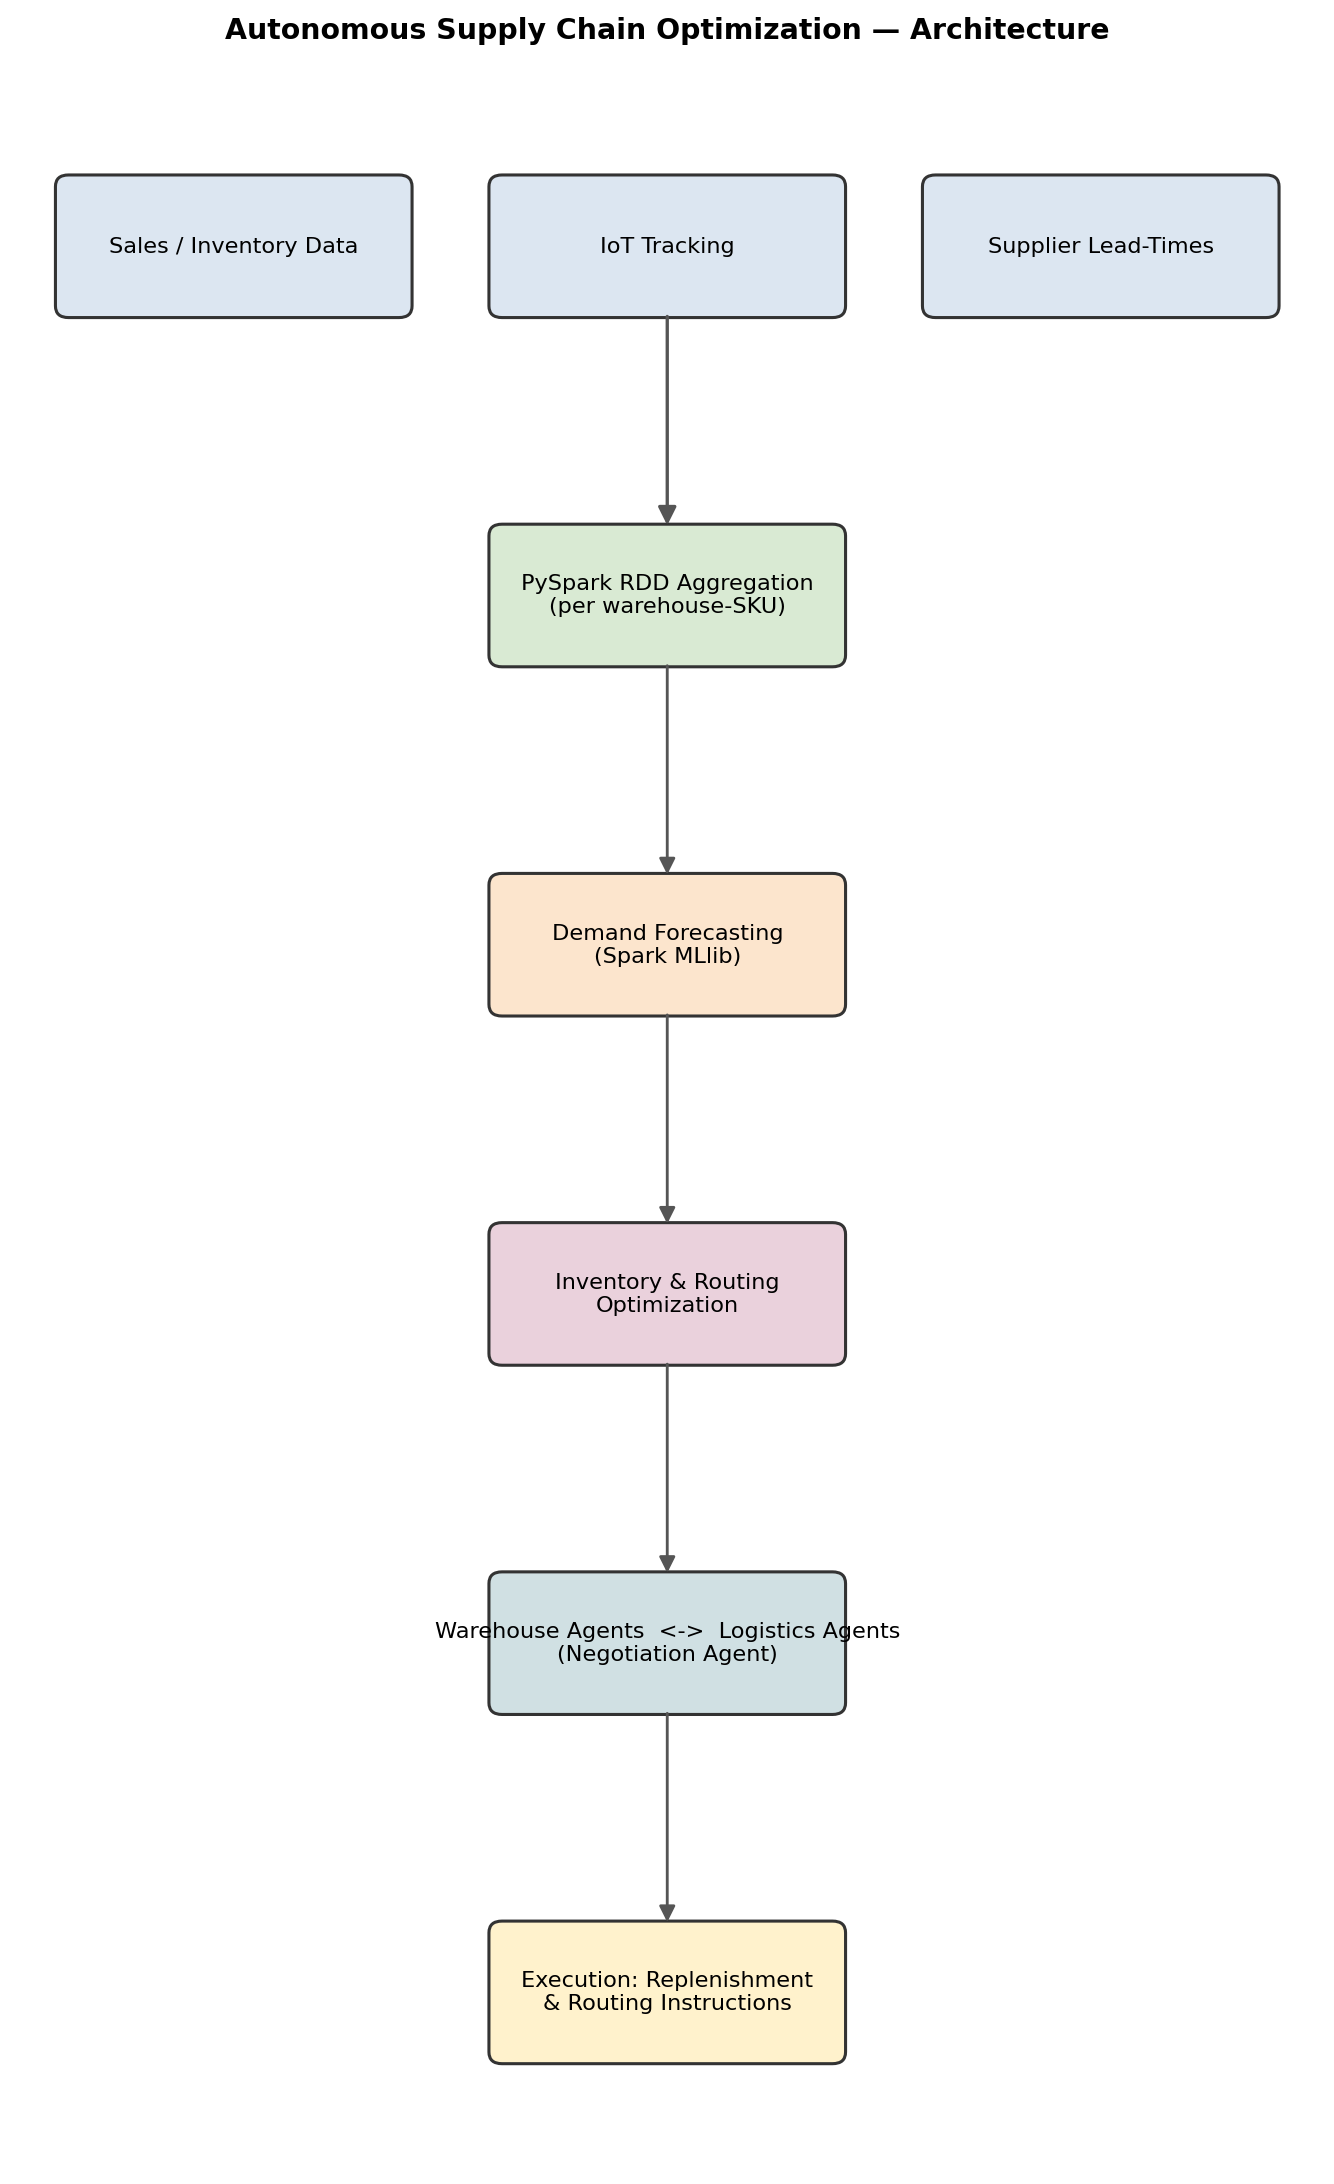 Autonomous Supply Chain Optimization — Architecture
Sales / Inventory Data
IoT Tracking
Supplier Lead-Times
PySpark RDD Aggregation
(per warehouse-SKU)
Demand Forecasting
(Spark MLlib)
Inventory & Routing
Optimization
Warehouse Agents  <->  Logistics Agents
(Negotiation Agent)
Execution: Replenishment
& Routing Instructions